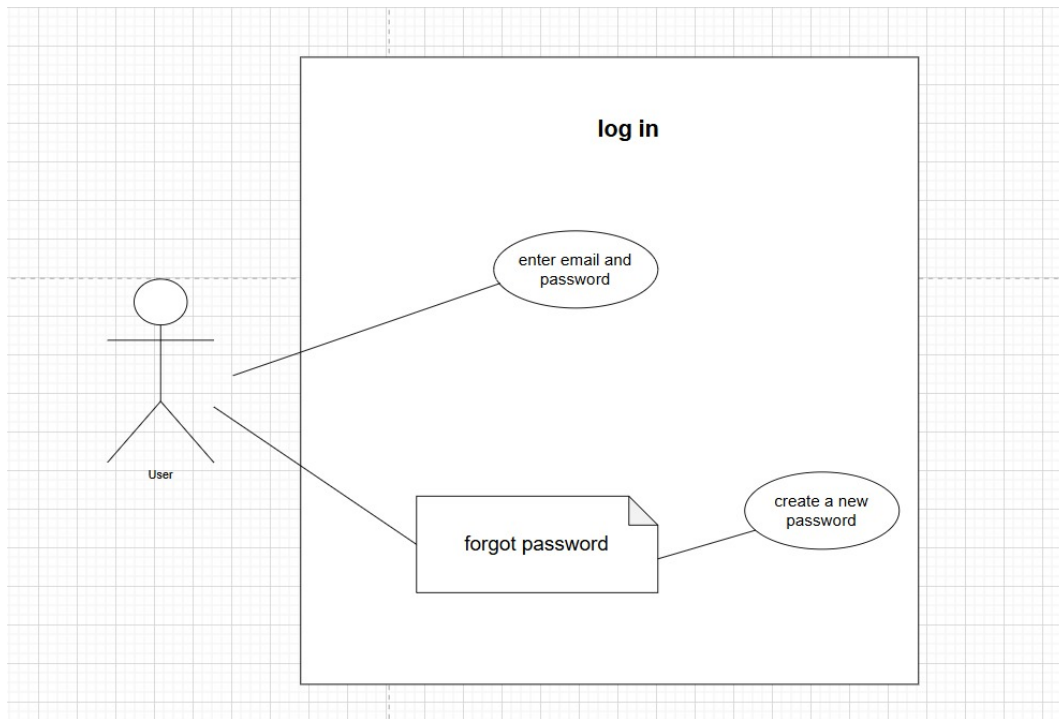 log in
enter email and
password
User
forgot password
create a new
password